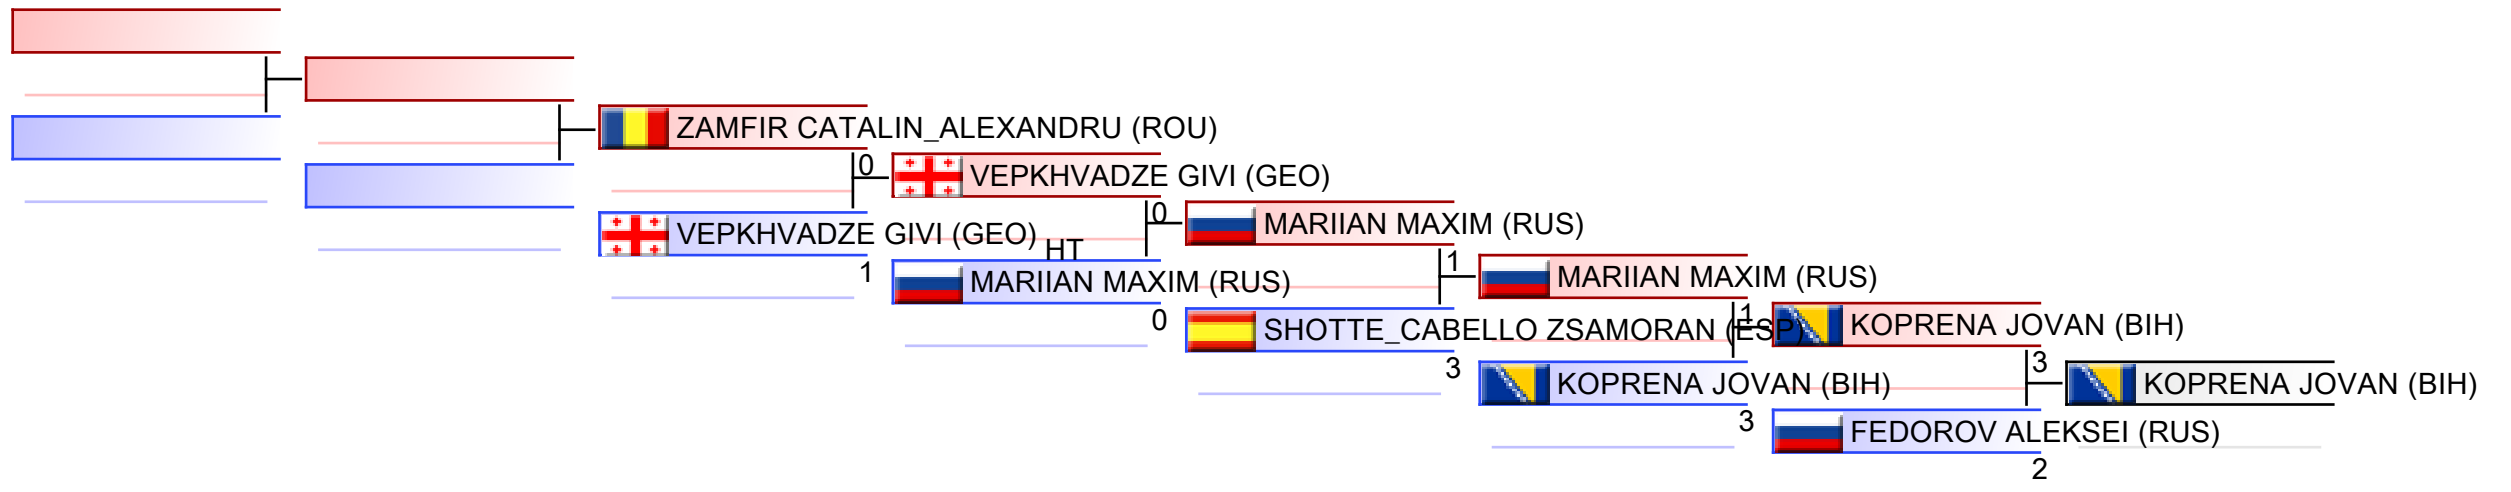 ZAMFIR CATALIN_ALEXANDRU (ROU)
0
VEPKHVADZE GIVI (GEO)
VEPKHVADZE GIVI (GEO)
1
HT
0
MARIIAN MAXIM (RUS)
MARIIAN MAXIM (RUS)
0
1
SHOTTE_CABELLO ZSAMORAN (ESP)
3
MARIIAN MAXIM (RUS)
1
KOPRENA JOVAN (BIH)
3
KOPRENA JOVAN (BIH)
3
FEDOROV ALEKSEI (RUS)
2
KOPRENA JOVAN (BIH)